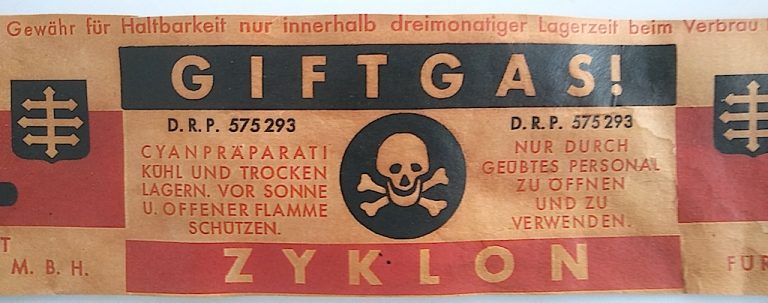 Gewähr für Haltbarkeit nur innerhalb dreimonatiger Lagerzeit beim Verbrau
GIFTGAS!
D.R.P. 575293
CYANPRÄPARAT!
KÜHL UND TROCKEN
LAGERN. VOR SONNE
U. OFFENER FLAMME
SCHÜTZEN.
D.R.P. 575293
NUR DURCH
GEÜBTES PERSONAL
ZU ÖFFNEN
UND ZU
VERWENDEN.
ZYKLON
T
M. B. H.
FÜR